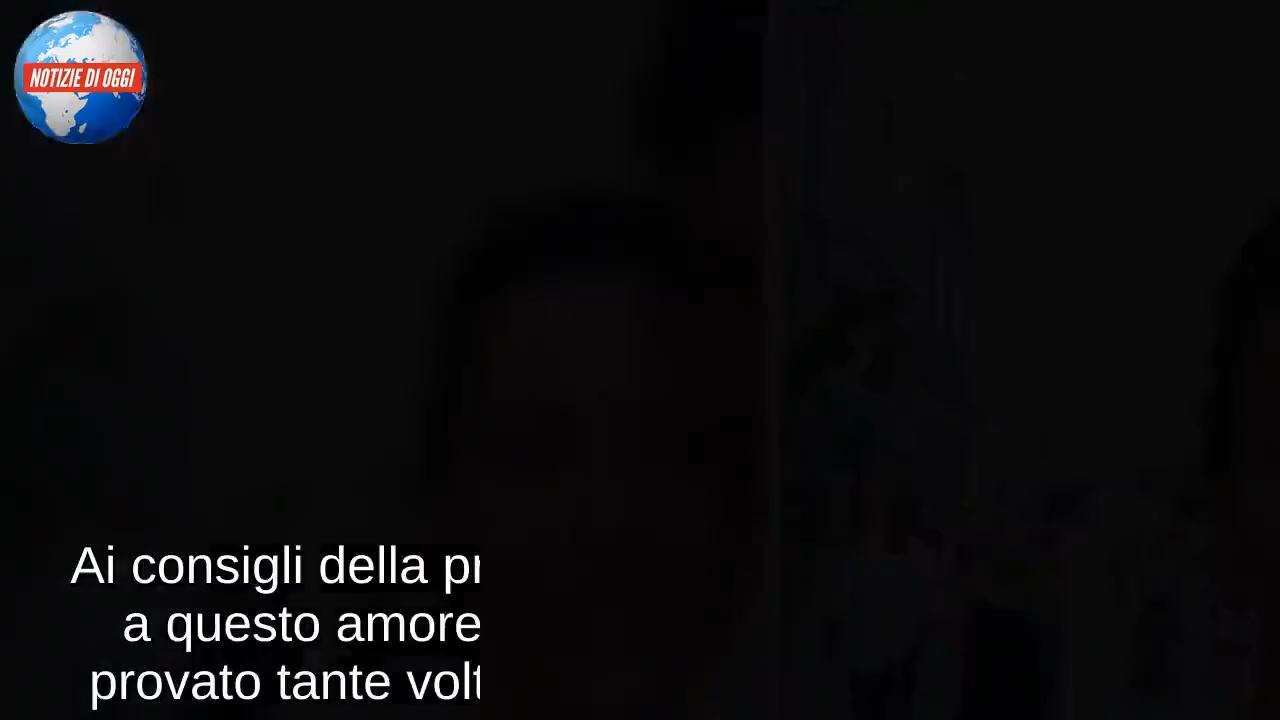 NOTIZIE DI OGGI
Ai consigli della
a questo amore
provato tante